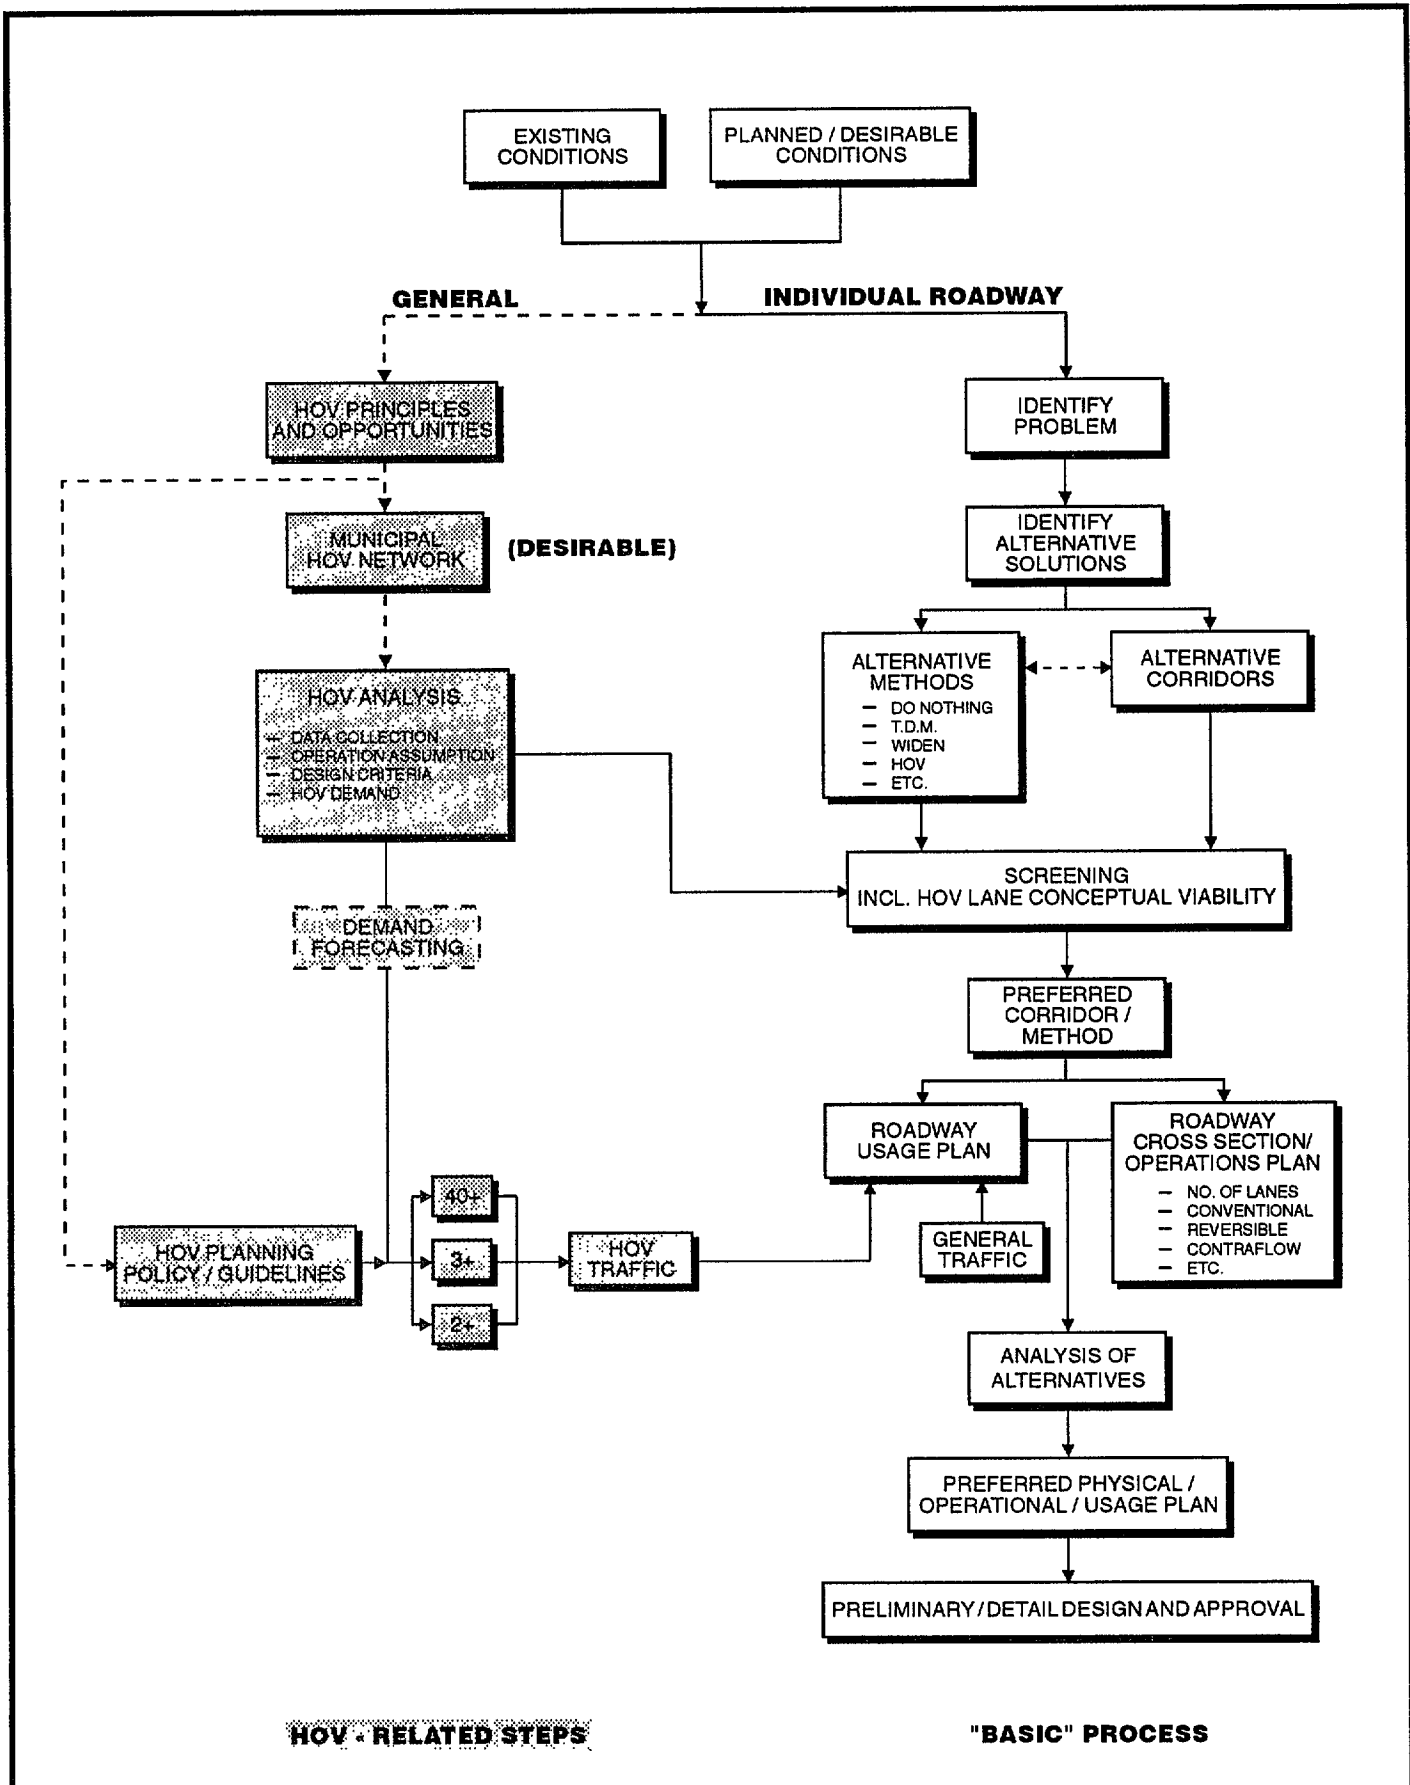 EXISTING
CONDITIONS
PLANNED / DESIRABLE
CONDITIONS
GENERAL
INDIVIDUAL ROADWAY
HOV PRINCIPLES
AND OPPORTUNITIES
IDENTIFY
PROBLEM
MUNICIPAL
HOV NETWORK
(DESIRABLE)
IDENTIFY
ALTERNATIVE
SOLUTIONS
HOV ANALYSIS
– DATA COLLECTION
– OPERATION ASSUMPTION
– DESIGN CRITERIA
– HOV DEMAND
ALTERNATIVE
METHODS
– DO NOTHING
– T.D.M.
– WIDEN
– HOV
– ETC.
ALTERNATIVE
CORRIDORS
SCREENING
INCL. HOV LANE CONCEPTUAL VIABILITY
DEMAND
FORECASTING
PREFERRED
CORRIDOR /
METHOD
ROADWAY
USAGE PLAN
ROADWAY
CROSS SECTION/
OPERATIONS PLAN
– NO. OF LANES
– CONVENTIONAL
– REVERSIBLE
– CONTRAFLOW
– ETC.
HOV PLANNING
POLICY / GUIDELINES
40+
3+
2+
HOV
TRAFFIC
GENERAL
TRAFFIC
ANALYSIS OF
ALTERNATIVES
PREFERRED PHYSICAL /
OPERATIONAL / USAGE PLAN
PRELIMINARY / DETAIL DESIGN AND APPROVAL
HOV - RELATED STEPS
"BASIC" PROCESS